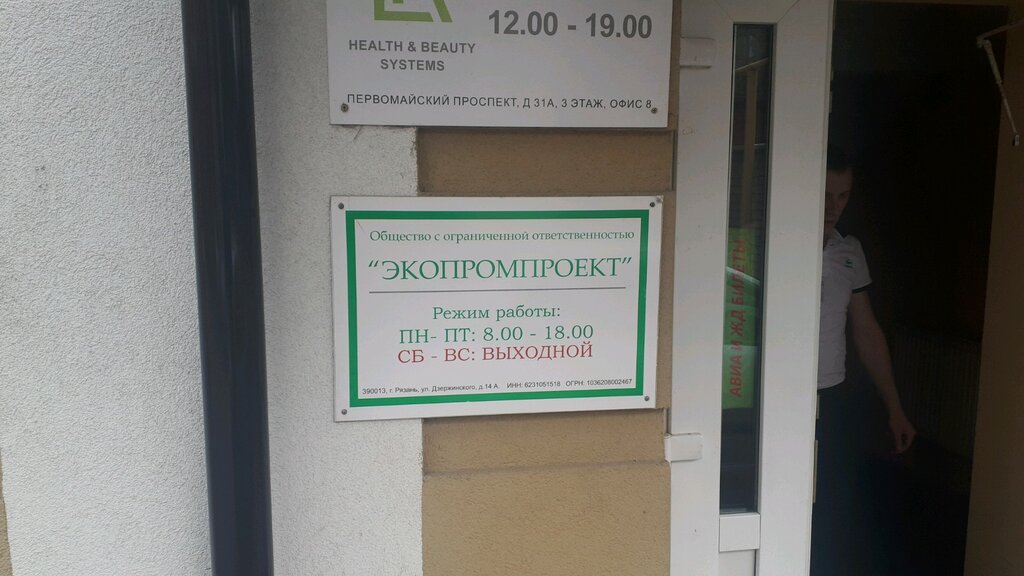 12.00 - 19.00
HEALTH & BEAUTY
SYSTEMS
ПЕРВОМАЙСКИЙ ПРОСПЕКТ, Д 31А, 3 ЭТАЖ, ОФИС 8
Общество с ограниченной ответственностью
“ЭКОПРОМПРОЕКТ”
Режим работы:
ПН- ПТ: 8.00 - 18.00
СБ - ВС: ВЫХОДНОЙ
390013, г. Рязань, ул. Дзержинского, д.14 А. ИНН: 6231051518 ОГРН: 1036208002467
АВИА И ЖД БИЛЕТЫ